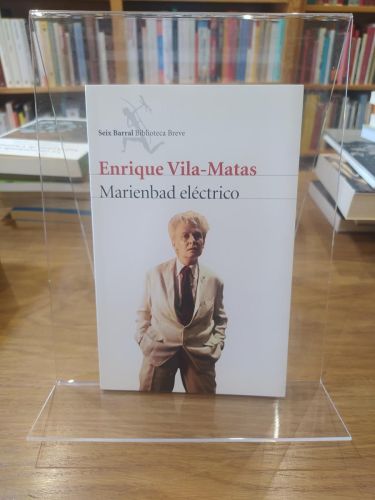 Seix Barral Biblioteca Breve
Enrique Vila-Matas
Marienbad eléctrico